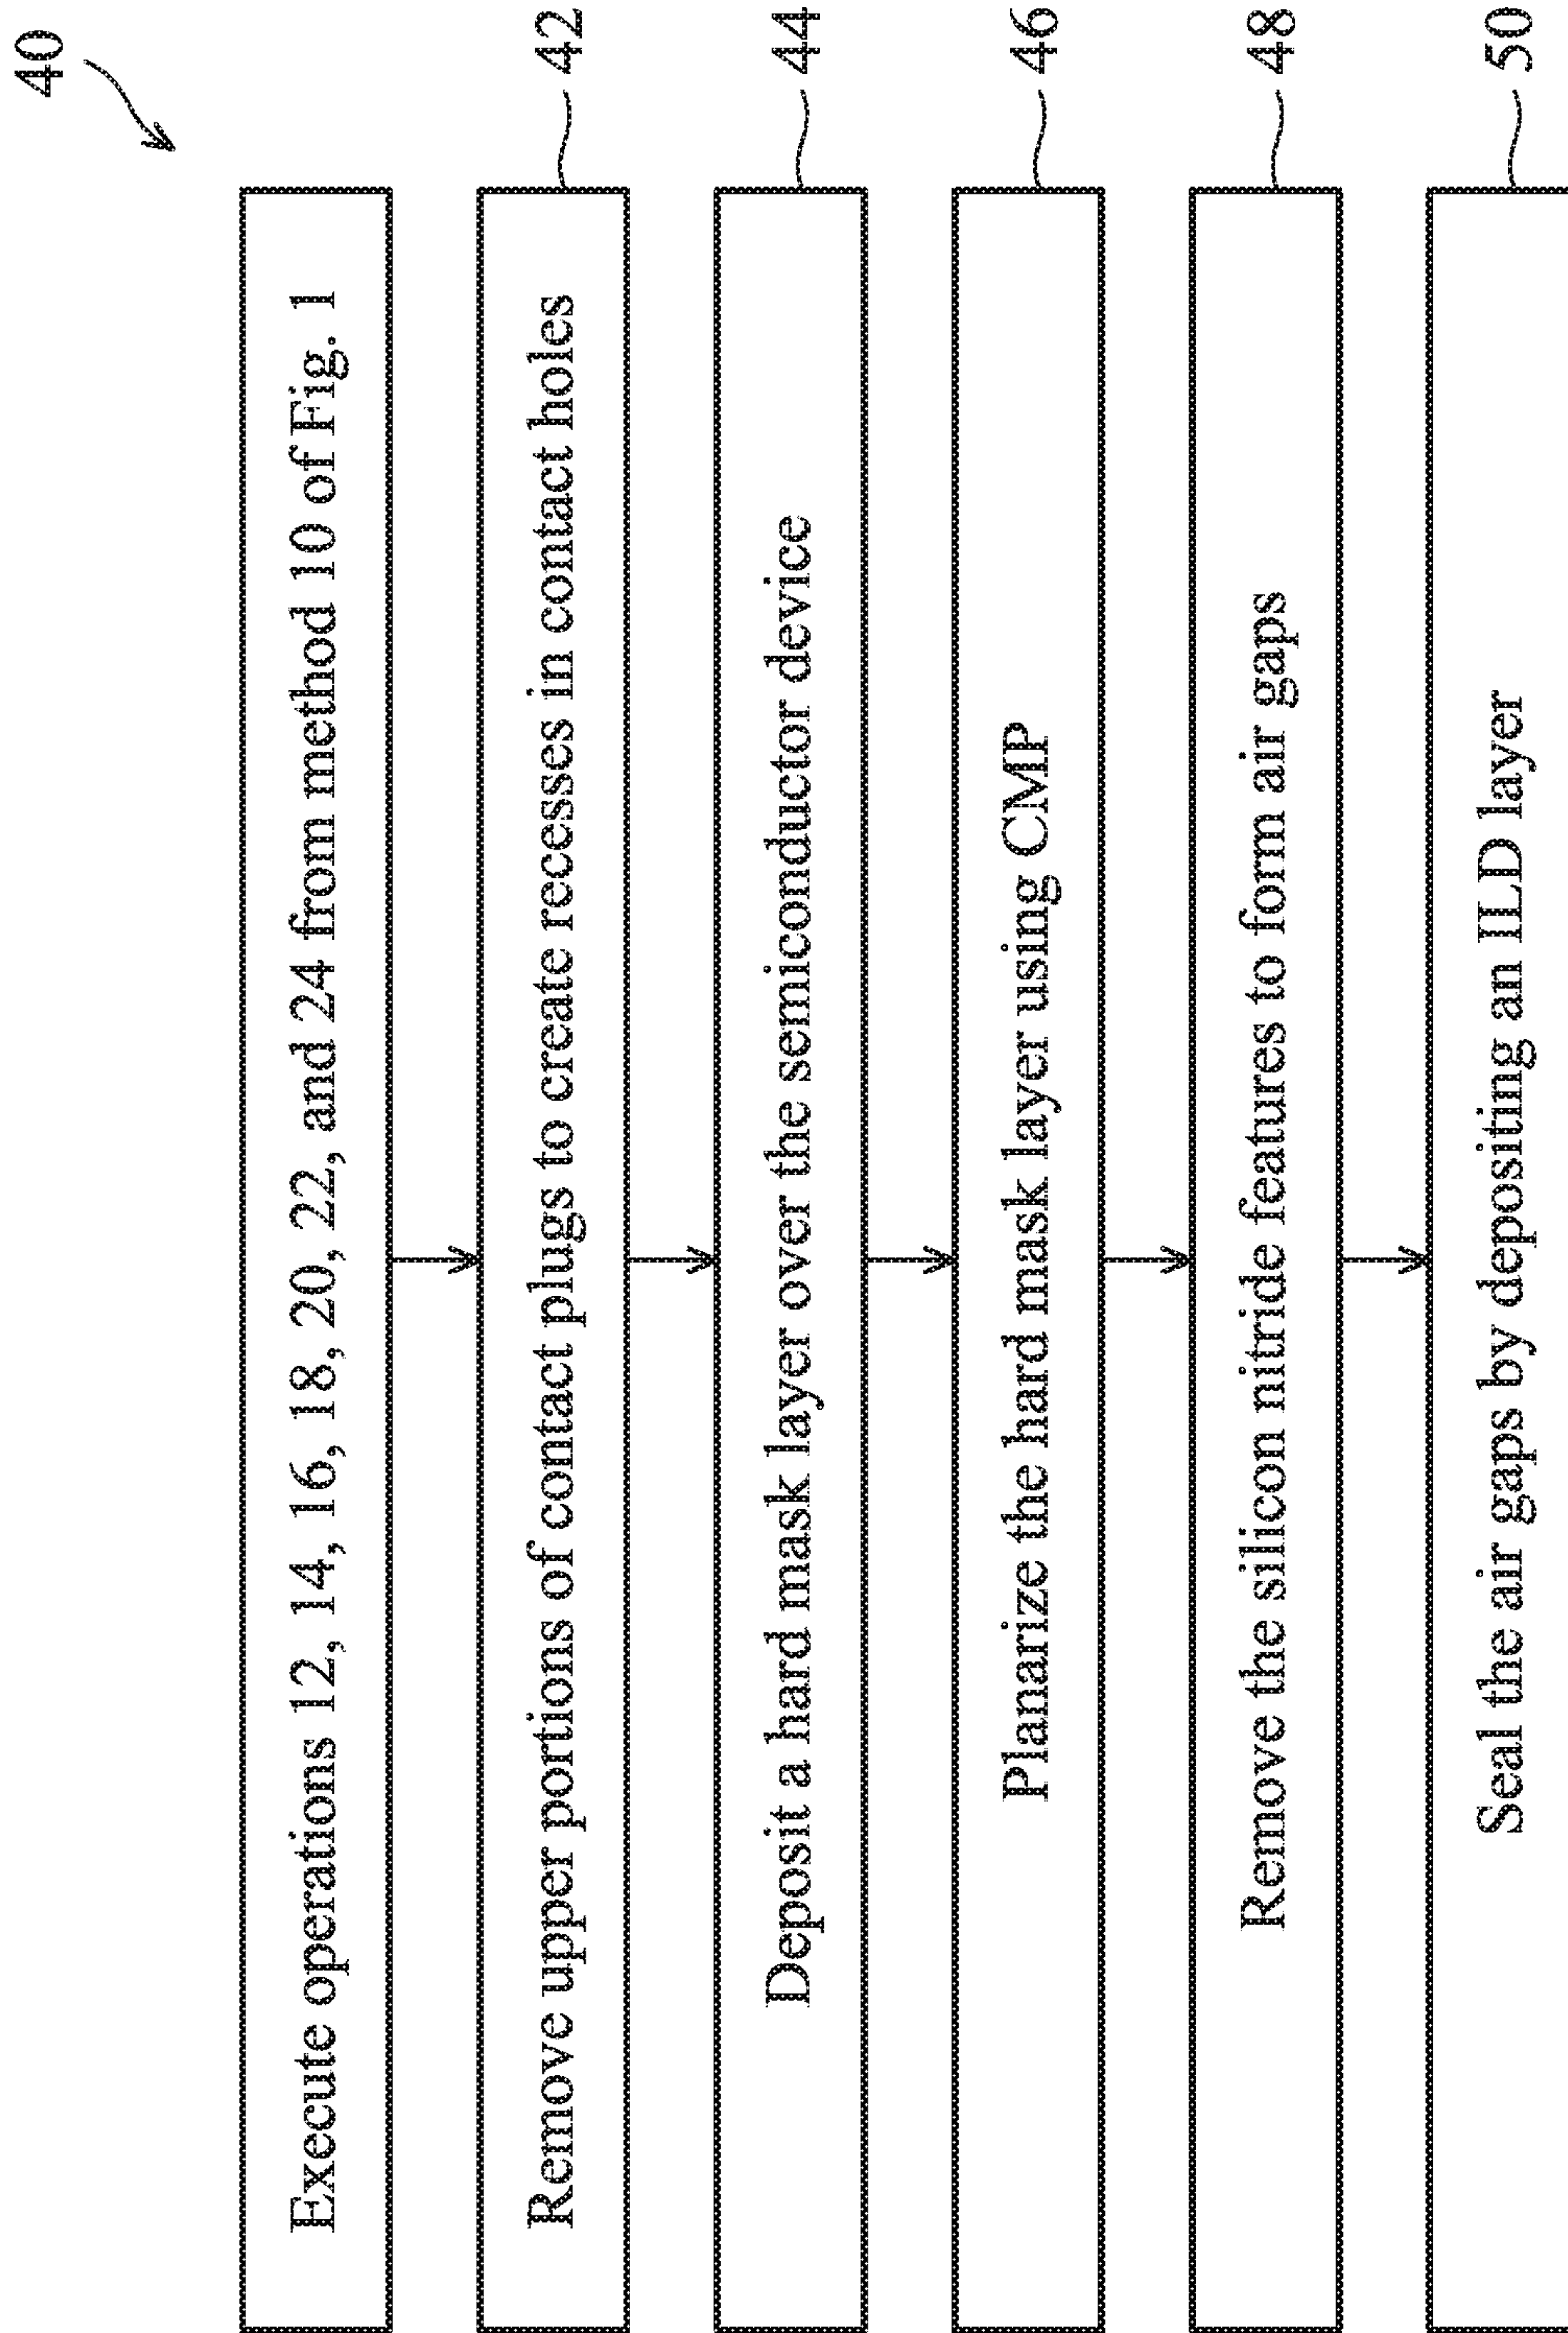 40
Execute operations 12, 14, 16, 18, 20, 22, and 24 from method 10 of Fig. 1
Remove upper portions of contact plugs to create recesses in contact holes
42
Deposit a hard mask layer over the semiconductor device
44
Planarize the hard mask layer using CMP
46
Remove the silicon nitride features to form air gaps
48
Seal the air gaps by depositing an ILD layer
50